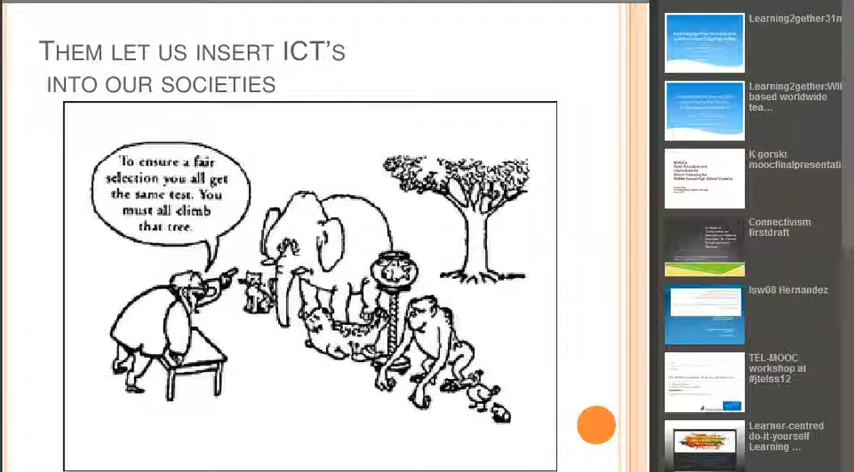 THEM LET US INSERT ICT'S
INTO OUR SOCIETIES
To ensure a fair
selection you all get
the same test. You
must all climb
that tree.
Learning2gether31m
Learning2gether:WI
based worldwide
tea...
K gorski
moocfinalpresentati
Connectivism
firstdraft
lsw08 Hernandez
TEL-MOOC
workshop at
#jtelss12
Learner-centred
do-it-yourself
Learning ...